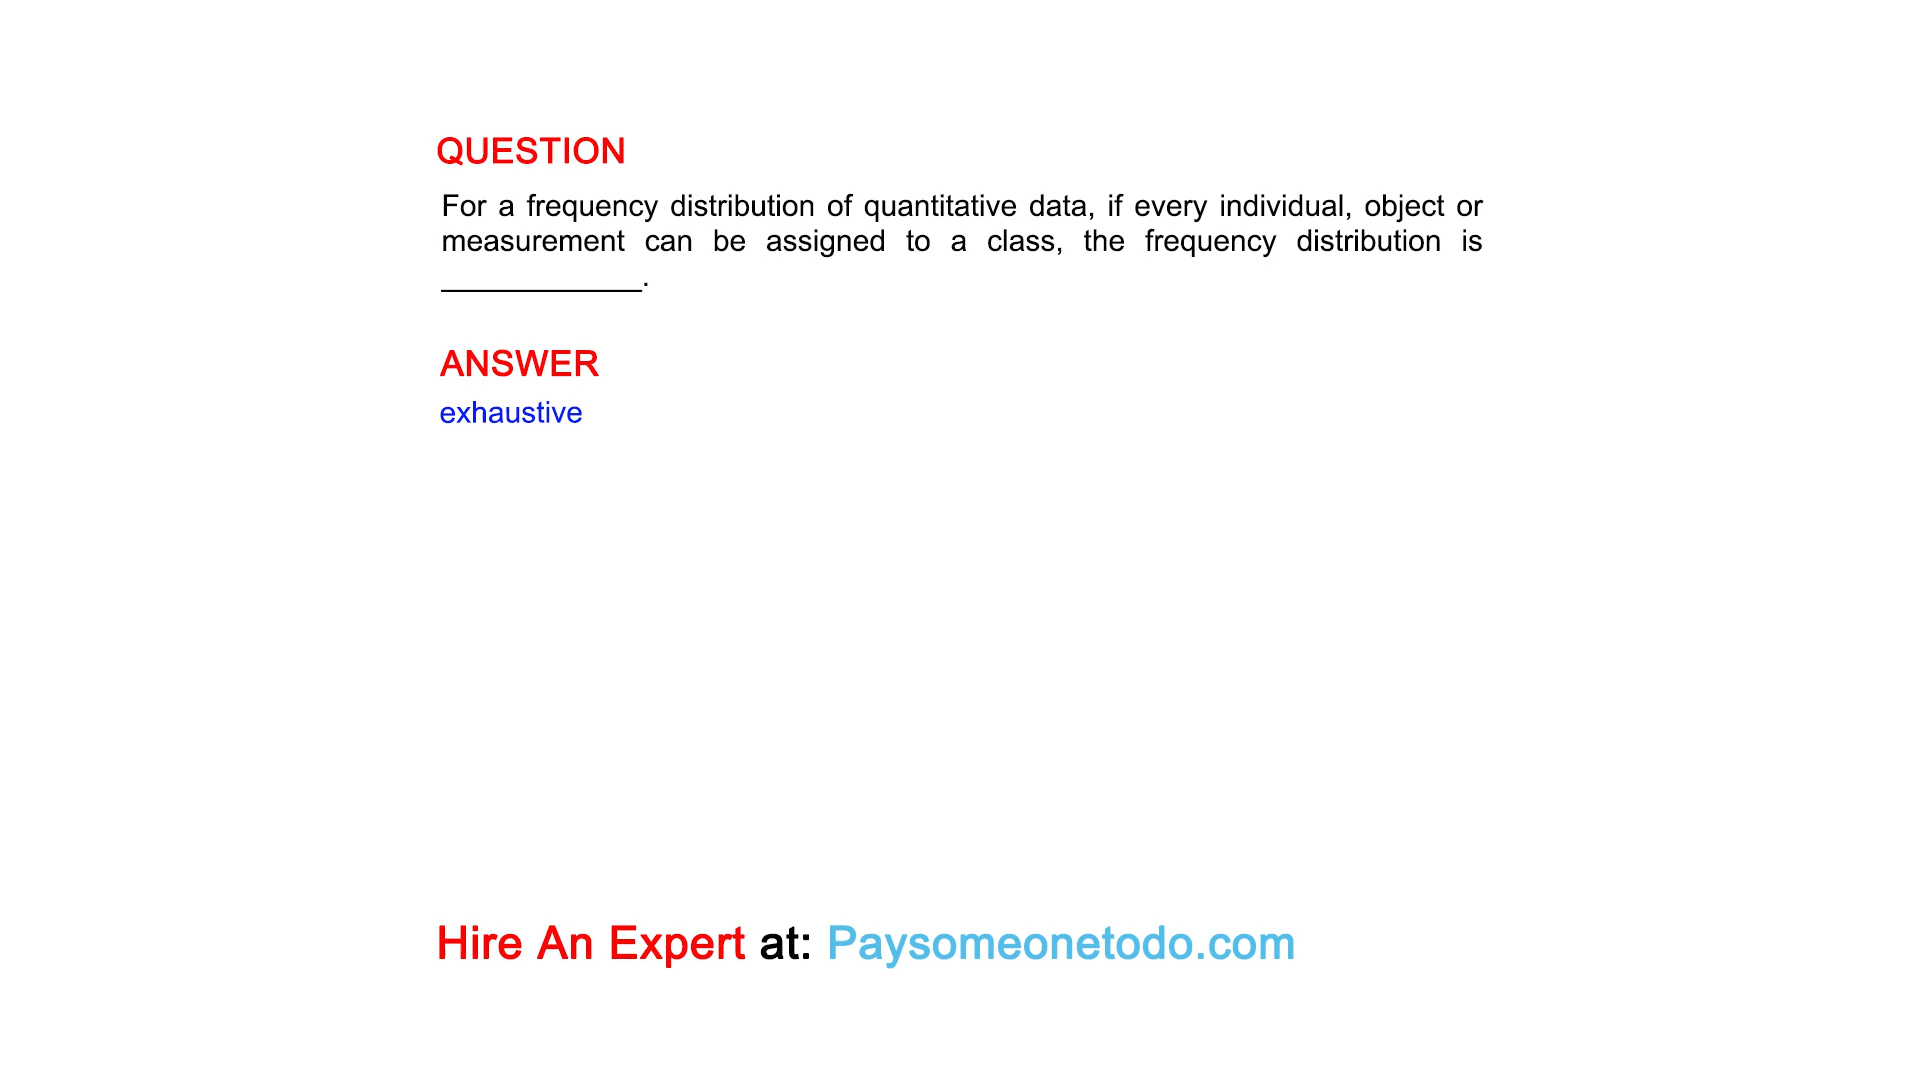 QUESTION
For a frequency distribution of quantitative data, if every individual, object or
measurement can be assigned to a class, the frequency distribution is
____________.
ANSWER
exhaustive
Hire An Expert at: Paysomeonetodo.com